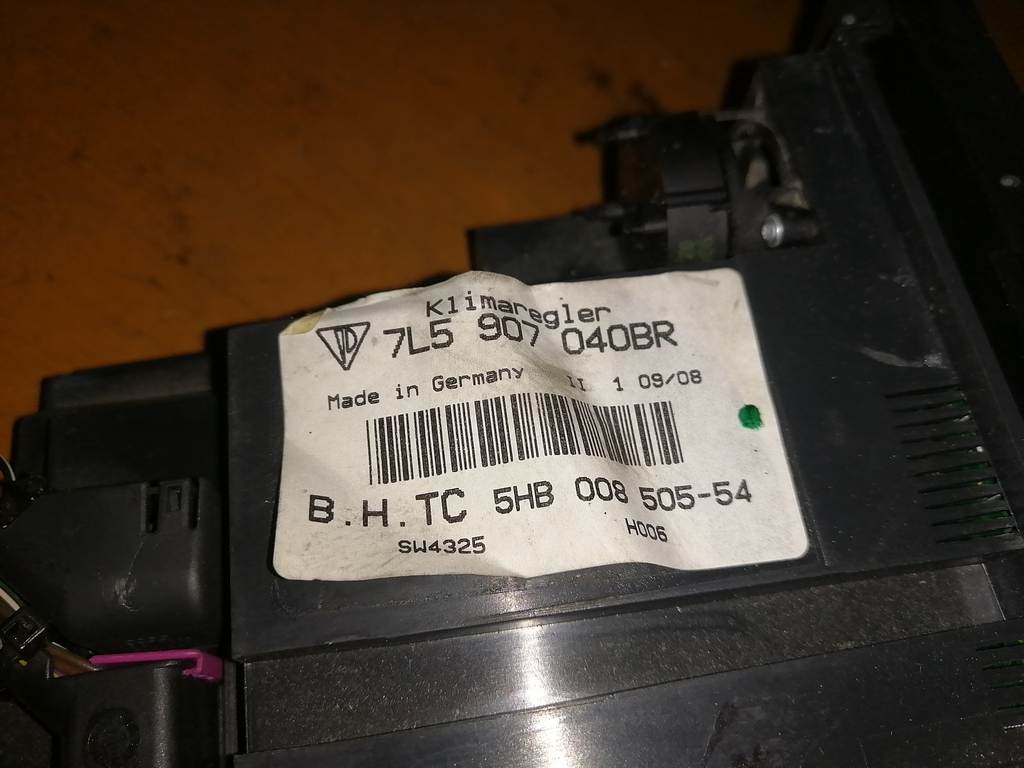 Klimaregler
7L5 907 040BR
Made in Germany II 1 09/08
B.H.TC 5HB 008 505-54
SW4325 H006